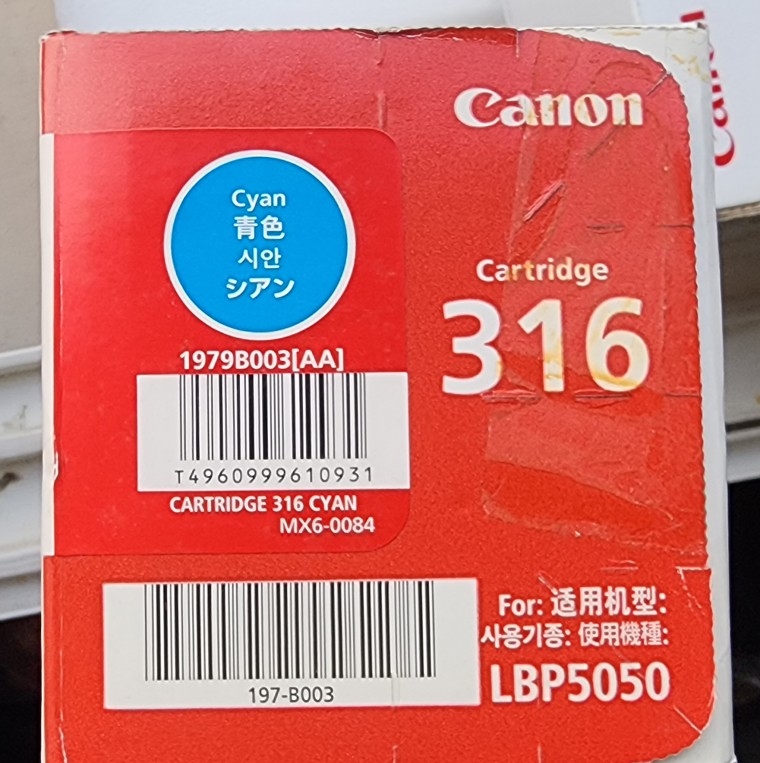 Canon
Cyan
青色
시안
シアン
Cartridge
316
1979B003[AA]
T4960999610931
CARTRIDGE 316 CYAN
MX6-0084
For: 适用机型:
사용기종: 使用機種:
LBP5050
197-B003
Canon